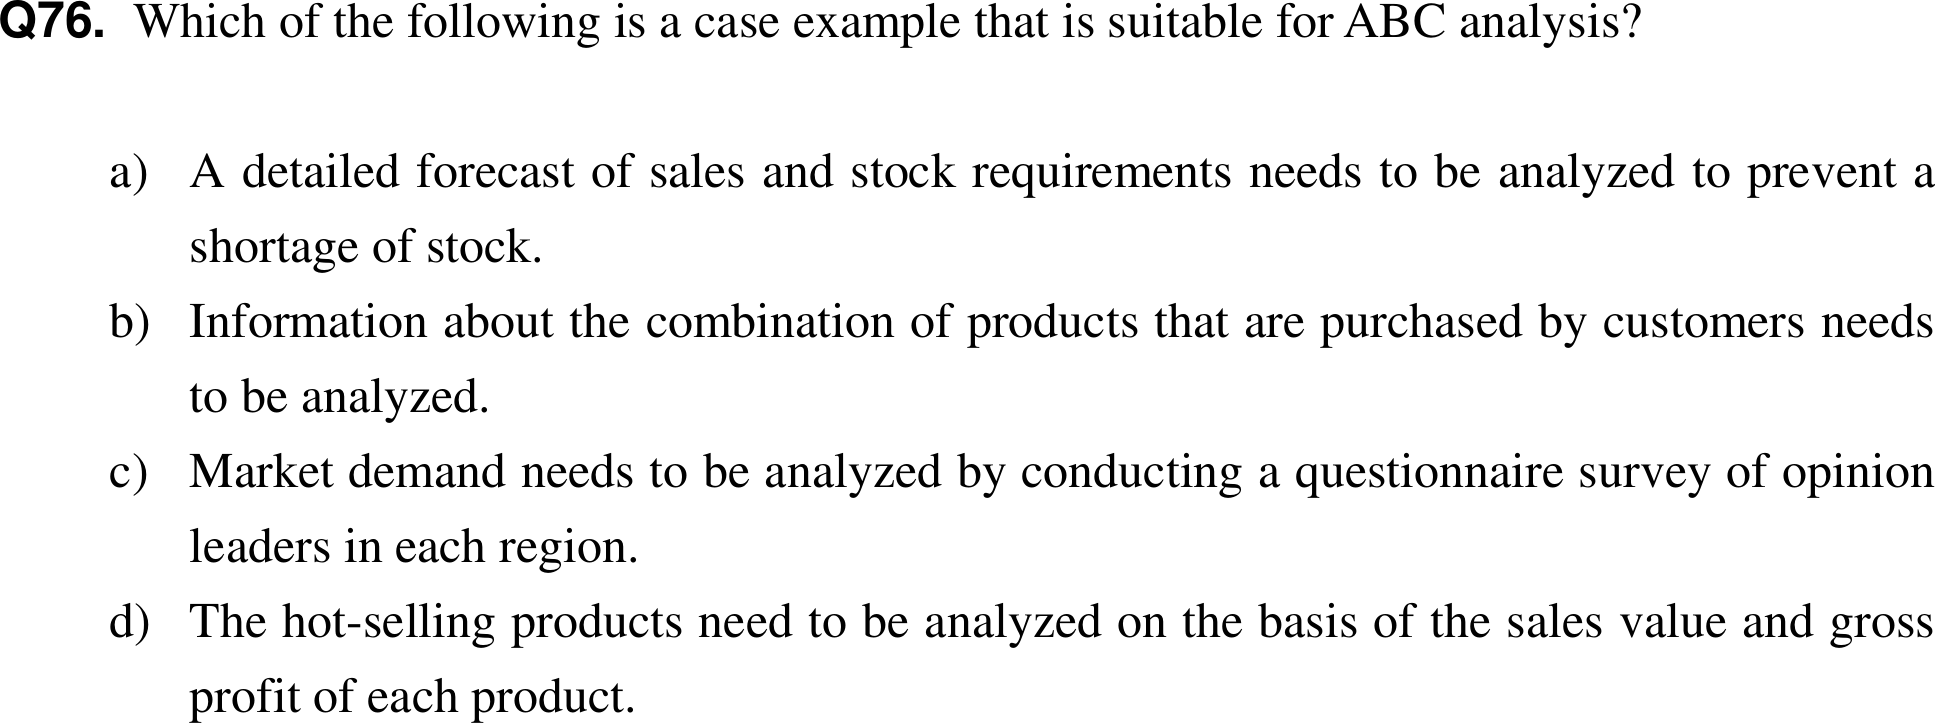 Q76. Which of the following is a case example that is suitable for ABC analysis?
a) A detailed forecast of sales and stock requirements needs to be analyzed to prevent a
shortage of stock.
b) Information about the combination of products that are purchased by customers needs
to be analyzed.
c) Market demand needs to be analyzed by conducting a questionnaire survey of opinion
leaders in each region.
d) The hot-selling products need to be analyzed on the basis of the sales value and gross
profit of each product.